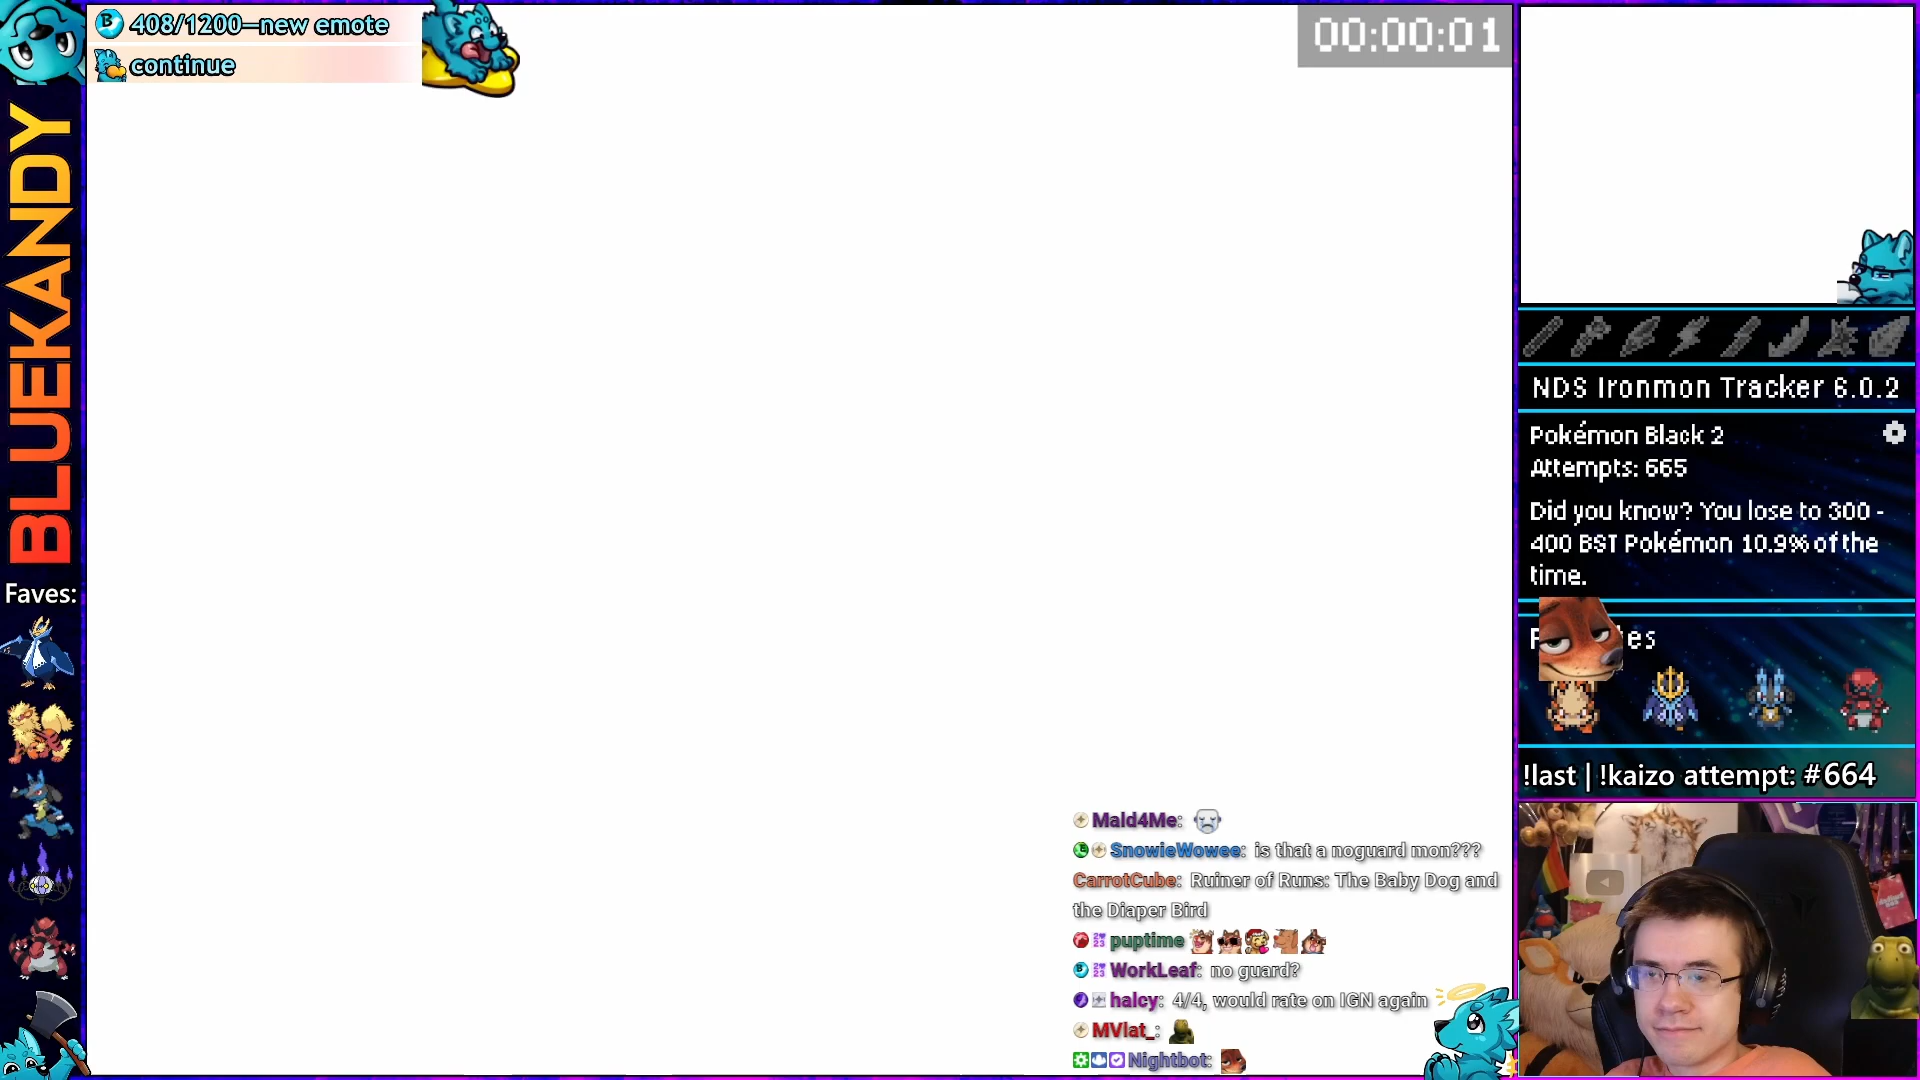 408/1200—new emote
continue
00:00:01
BLUEKANDY
Faves:
NDS Ironmon Tracker 6.0.2
Pokémon Black 2
Attempts: 665
Did you know? You lose to 300 -
400 BST Pokémon 10.9% of the
time.
!last | !kaizo attempt: #664
Mald4Me:
SnowieWowee: is that a noguard mon???
CarrotCube: Ruiner of Runs: The Baby Dog and
the Diaper Bird
puptime
WorkLeaf: no guard?
halcy: 4/4, would rate on IGN again
MVlat_:
Nightbot: